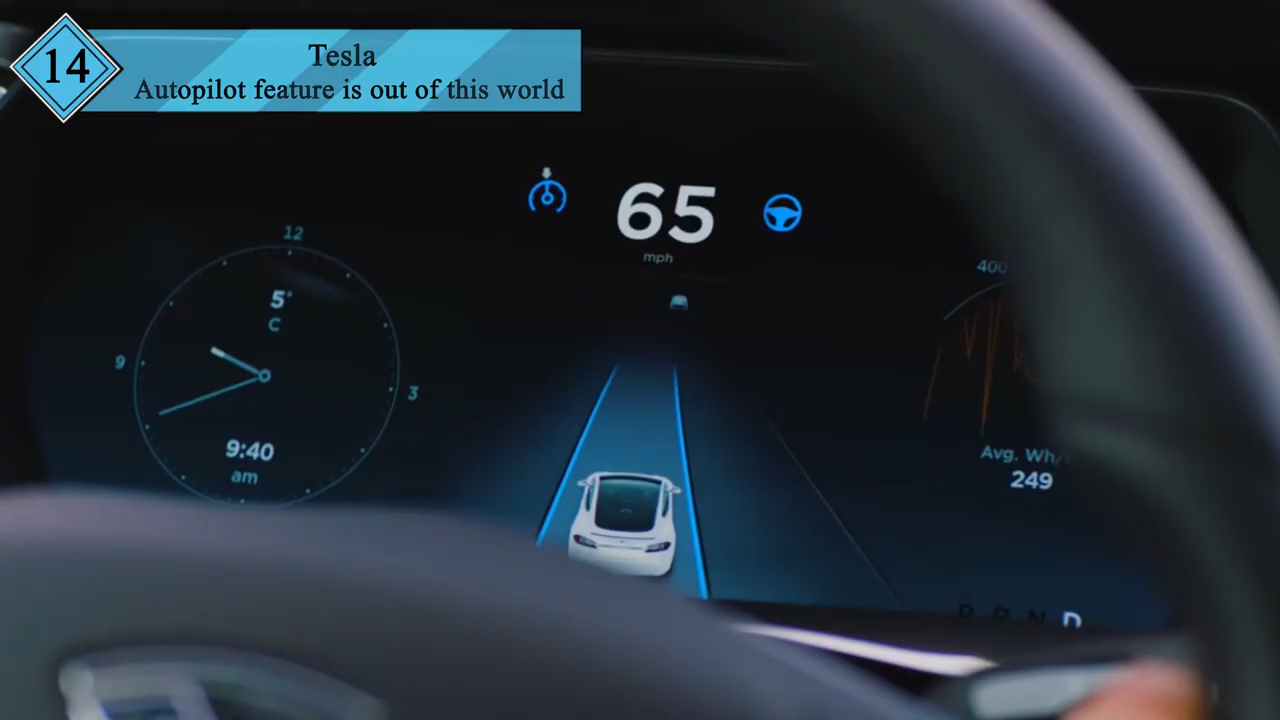 14
Tesla
Autopilot feature is out of this world
65
mph
12
400
5°
C
9
3
9:40
am
Avg. Wh/
249
P R N D